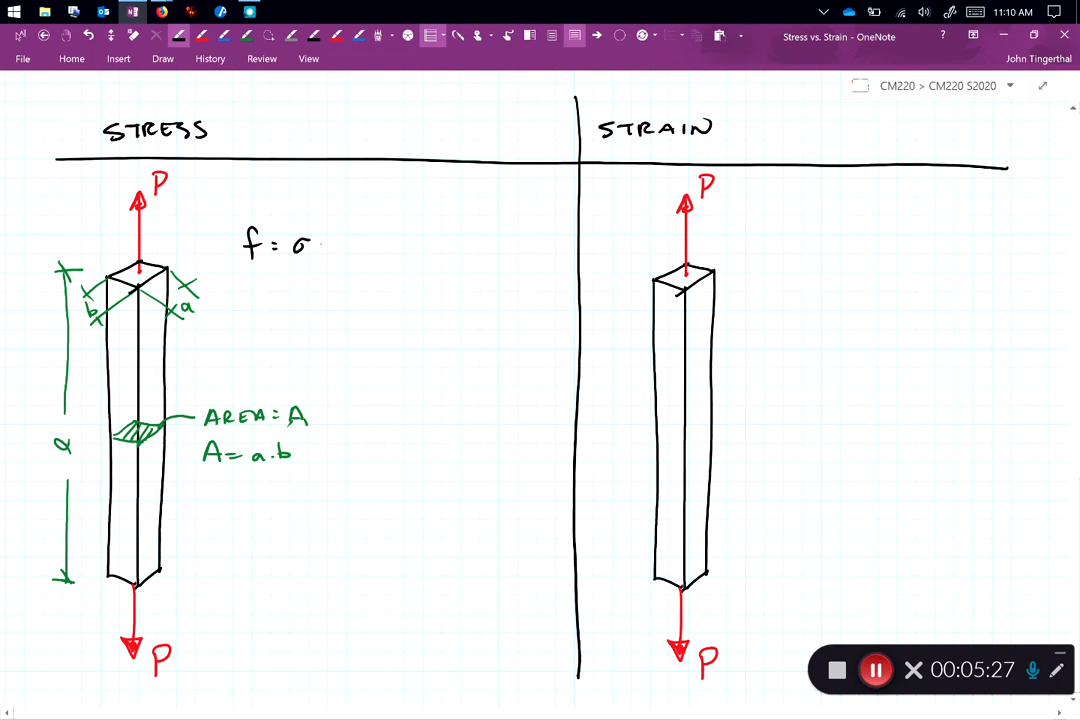 11:10 AM
Stress vs. Strain - OneNote
?
File Home Insert Draw History Review View
John Tingerthal
CM220 > CM220 S2020
STRESS
STRAIN
P
P
f = σ
b
a
AREA = A
A = a.b
P
P
00:05:27